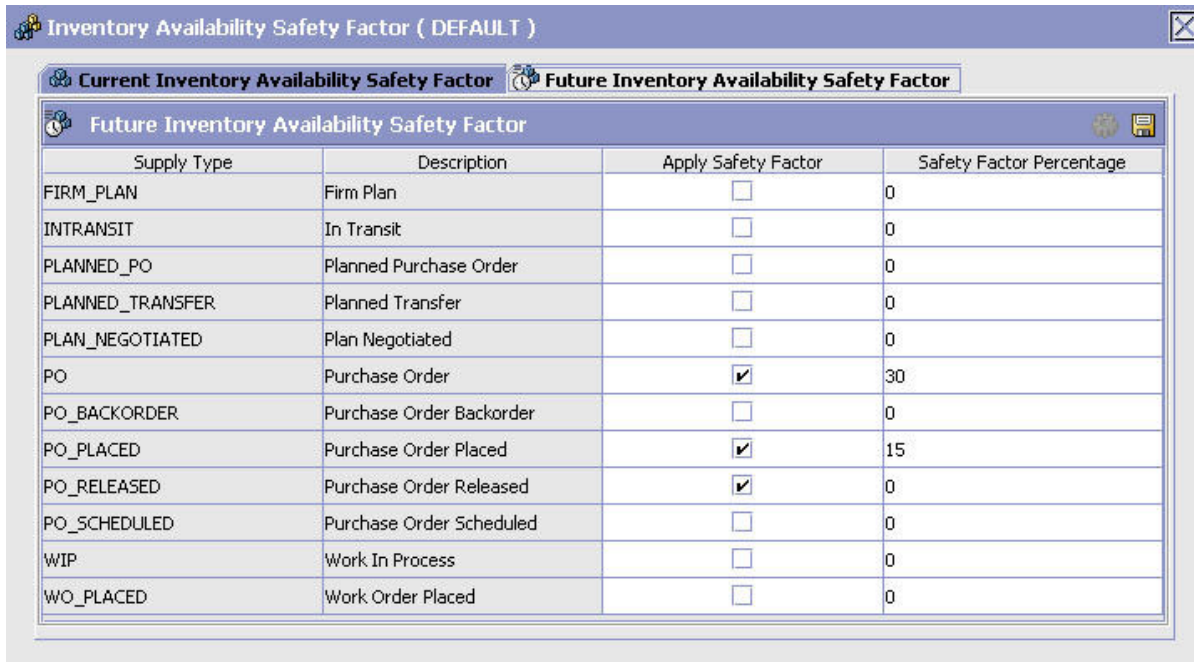 Inventory Availability Safety Factor ( DEFAULT )
Current Inventory Availability Safety Factor Future Inventory Availability Safety Factor
Future Inventory Availability Safety Factor
Supply Type Description Apply Safety Factor Safety Factor Percentage
FIRM_PLAN Firm Plan 0
INTRANSIT In Transit 0
PLANNED_PO Planned Purchase Order 0
PLANNED_TRANSFER Planned Transfer 0
PLAN_NEGOTIATED Plan Negotiated 0
PO Purchase Order 30
PO_BACKORDER Purchase Order Backorder 0
PO_PLACED Purchase Order Placed 15
PO_RELEASED Purchase Order Released 0
PO_SCHEDULED Purchase Order Scheduled 0
WIP Work In Process 0
WO_PLACED Work Order Placed 0